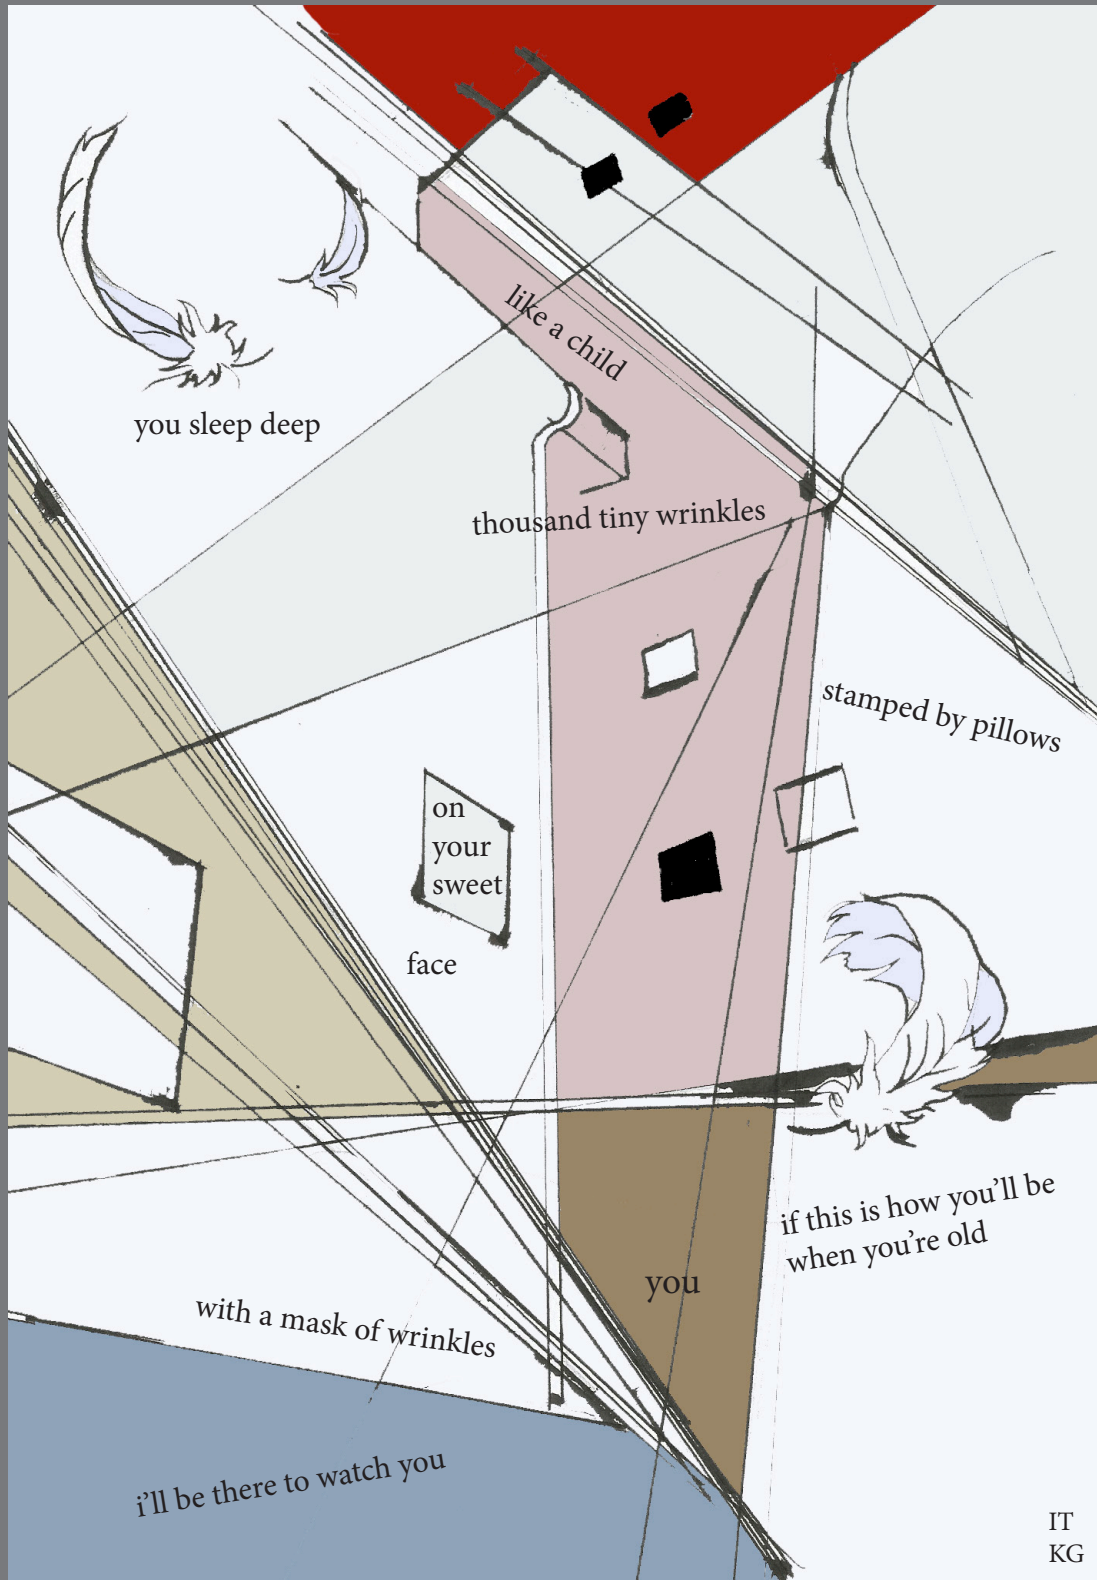 you sleep deep
like a child
thousand tiny wrinkles
stamped by pillows
on
your
sweet
face
if this is how you'll be
when you're old
you
with a mask of wrinkles
i'll be there to watch you
IT
KG